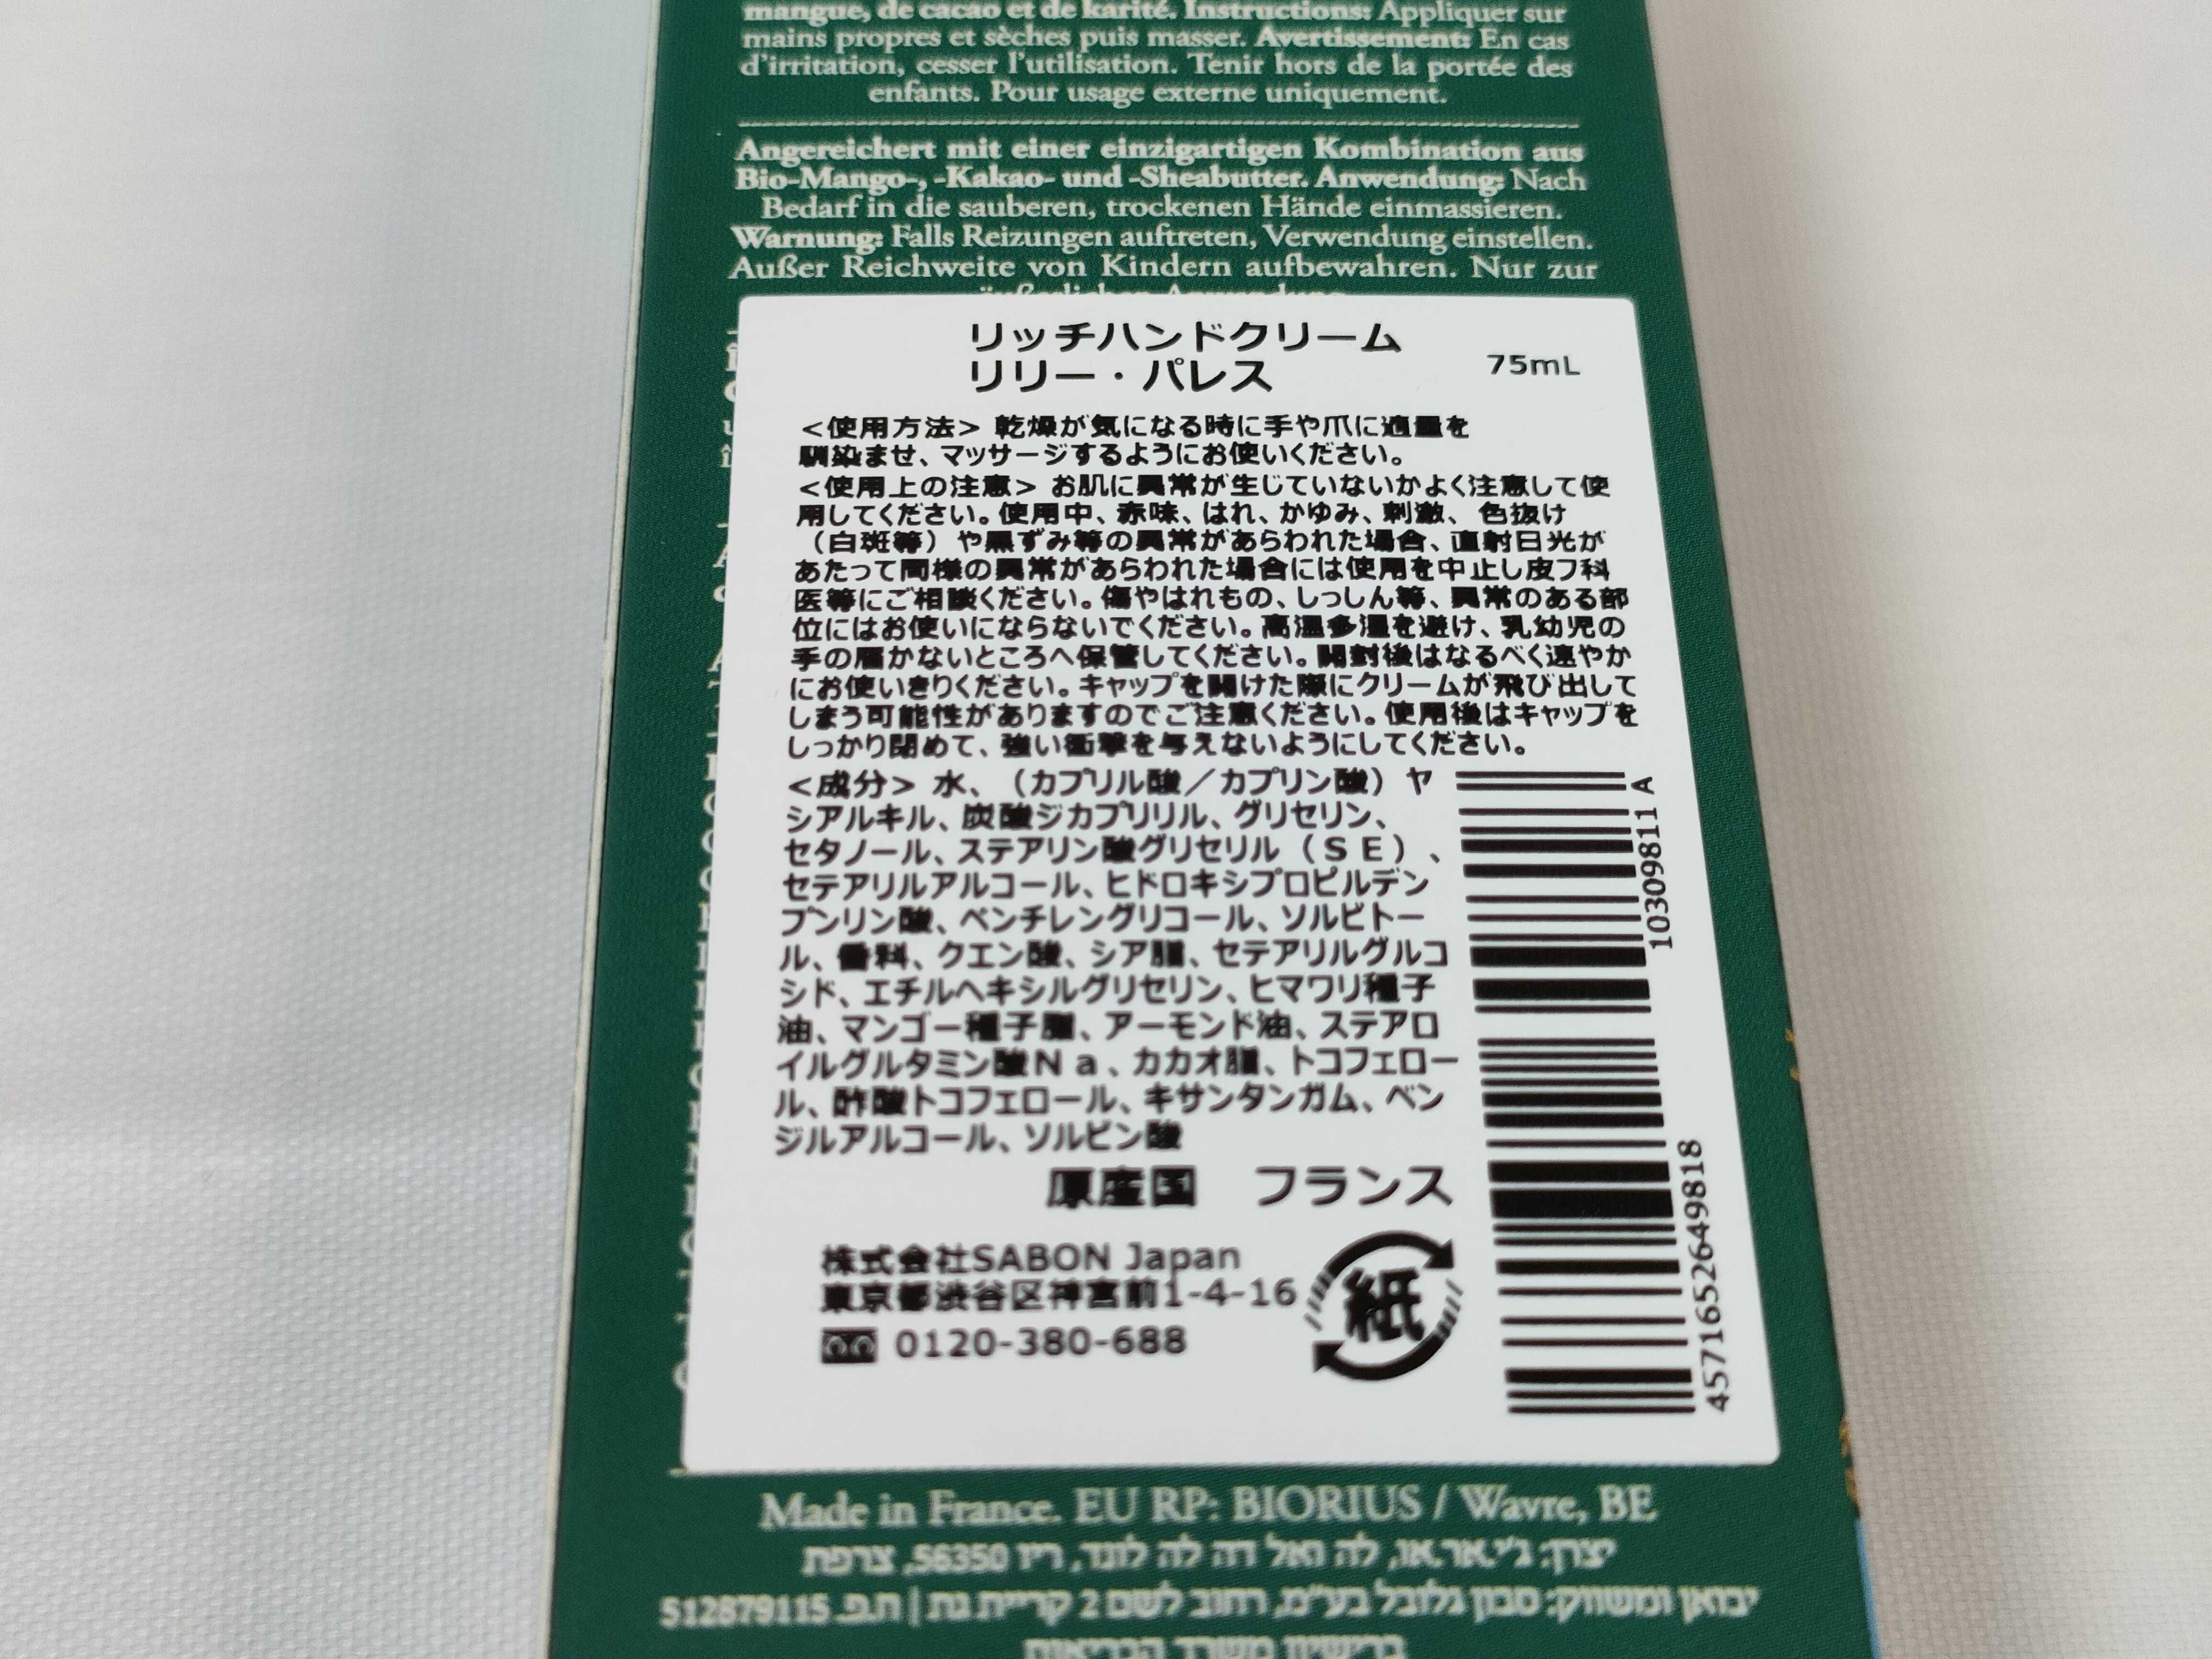 mangue, de cacao et de karité. Instructions: Appliquer sur
mains propres et sèches puis masser. Avertissement: En cas
d'irritation, cesser l'utilisation. Tenir hors de la portée des
enfants. Pour usage externe uniquement.
Angereichert mit einer einzigartigen Kombination aus
Bio-Mango-, -Kakao- und -Sheabutter. Anwendung: Nach
Bedarf in die sauberen, trockenen Hände einmassieren.
Warnung: Falls Reizungen auftreten, Verwendung einstellen.
Außer Reichweite von Kindern aufbewahren. Nur zur
リッチハンドクリーム
リリー・パレス
75mL
<使用方法> 乾燥が気になる時に手や爪に適量を
馴染ませ、マッサージするようにお使いください。
<使用上の注意> お肌に異常が生じていないかよく注意して使
用してください。使用中、赤味、はれ、かゆみ、刺激、色抜け
（白斑等）や黒ずみ等の異常があらわれた場合、直射日光が
あたって同様の異常があらわれた場合には使用を中止し皮フ科
医等にご相談ください。傷やはれもの、しっしん等、異常のある部
位にはお使いにならないでください。高温多湿を避け、乳幼児の
手の届かないところへ保管してください。開封後はなるべく速やか
にお使いきりください。キャップを開けた際にクリームが飛び出して
しまう可能性がありますのでご注意ください。使用後はキャップを
しっかり閉めて、強い衝撃を与えないようにしてください。
<成分> 水、（カプリル酸／カプリン酸）ヤ
シアルキル、炭酸ジカプリリル、グリセリン、
セタノール、ステアリン酸グリセリル（ＳＥ）、
セテアリルアルコール、ヒドロキシプロピルデン
プンリン酸、ペンチレングリコール、ソルビトー
ル、香料、クエン酸、シア脂、セテアリルグルコ
シド、エチルヘキシルグリセリン、ヒマワリ種子
油、マンゴー種子脂、アーモンド油、ステアロ
イルグルタミン酸Ｎａ、カカオ脂、トコフェロー
ル、酢酸トコフェロール、キサンタンガム、ベン
ジルアルコール、ソルビン酸
10309811 A
4571165264981​8
原産国 フランス
株式会社SABON Japan
東京都渋谷区神宮前1-4-16
0120-380-688
紙
Made in France. EU RP: BIORIUS / Wavre, BE
יצרן: ג'י.אר.או, לה ואל דה לה לונד, ריו 56350, צרפת
יבואן ומשווק: סבון גלובל בע"מ, רחוב לשם 2 קריית גת | ח.פ. 512879115
ברישיון משרד הבריאות